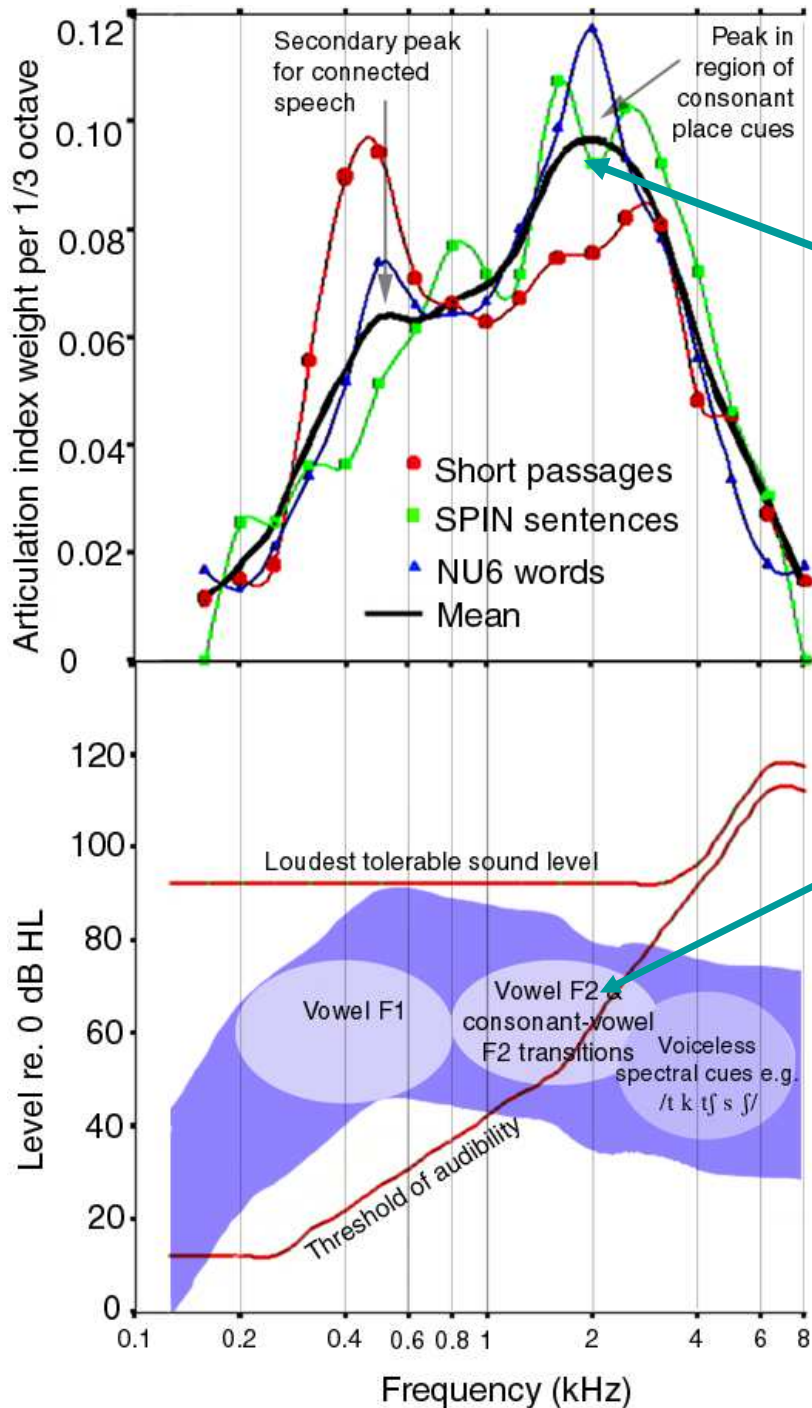 Articulation index weight per 1/3 octave
0.12
0.10
0.08
0.06
0.04
0.02
0
Secondary peak
for connected
speech
Peak in
region of
consonant
place cues
Short passages
SPIN sentences
NU6 words
Mean
Level re. 0 dB HL
120
100
80
60
40
20
0
Loudest tolerable sound level
Vowel F1
Vowel F2 &
consonant-vowel
F2 transitions
Voiceless
spectral cues e.g.
/t k tʃ s ʃ/
Threshold of audibility
0.1
0.2
0.4
0.6
0.8
1
2
4
6
8
Frequency (kHz)